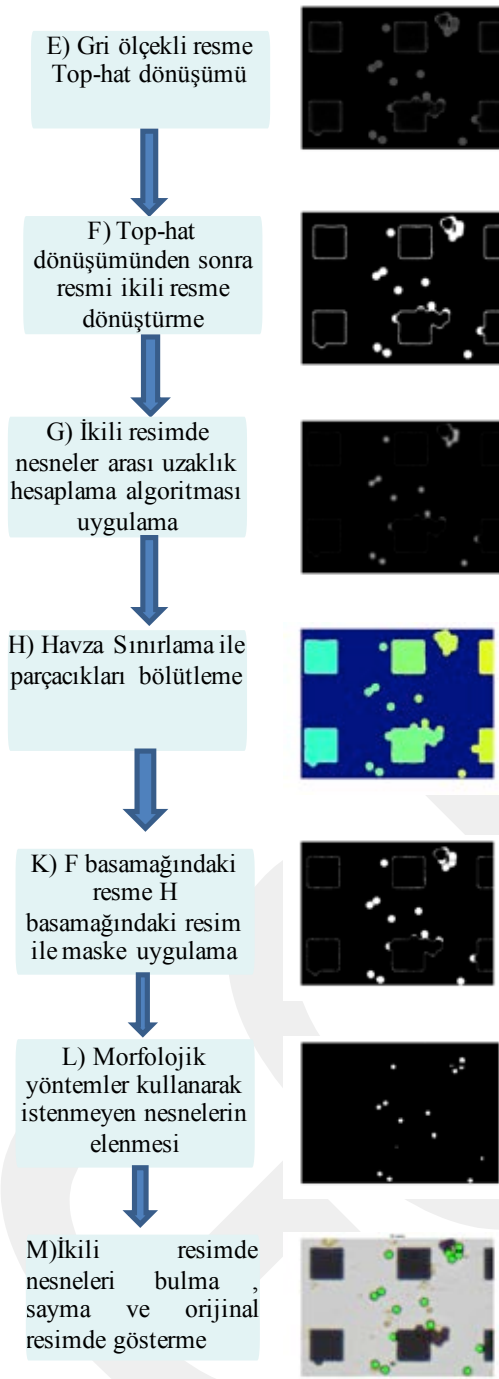 E) Gri ölçekli resme
Top-hat dönüşümü
F) Top-hat
dönüşümünden sonra
resmi ikili resme
dönüştürme
G) İkili resimde
nesneler arası uzaklık
hesaplama algoritması
uygulama
H) Havza Sınırlama ile
parçacıkları bölütleme
K) F basamağındaki
resme H
basamağındaki resim
ile maske uygulama
L) Morfolojik
yöntemler kullanarak
istenmeyen nesnelerin
elenmesi
M)İkili resimde
nesneleri bulma ,
sayma ve orijinal
resimde gösterme